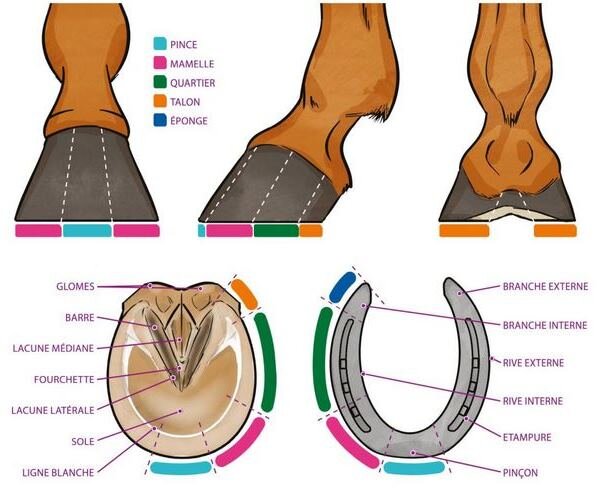 PINCE
MAMELLE
QUARTIER
TALON
ÉPONGE
GLOMES
BARRE
LACUNE MÉDIANE
FOURCHETTE
LACUNE LATÉRALE
SOLE
LIGNE BLANCHE
BRANCHE EXTERNE
BRANCHE INTERNE
RIVE EXTERNE
RIVE INTERNE
ETAMPURE
PINÇON